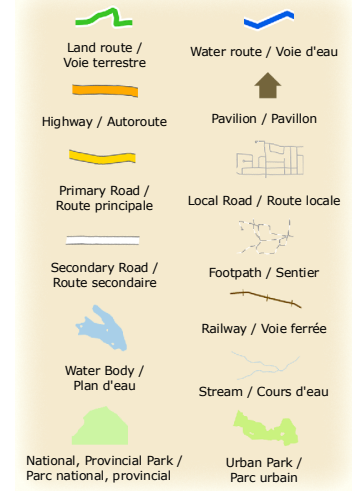 Land route /
Voie terrestre
Water route / Voie d'eau
Highway / Autoroute
Pavilion / Pavillon
Primary Road /
Route principale
Local Road / Route locale
Secondary Road /
Route secondaire
Footpath / Sentier
Railway / Voie ferrée
Water Body /
Plan d'eau
Stream / Cours d'eau
National, Provincial Park /
Parc national, provincial
Urban Park /
Parc urbain